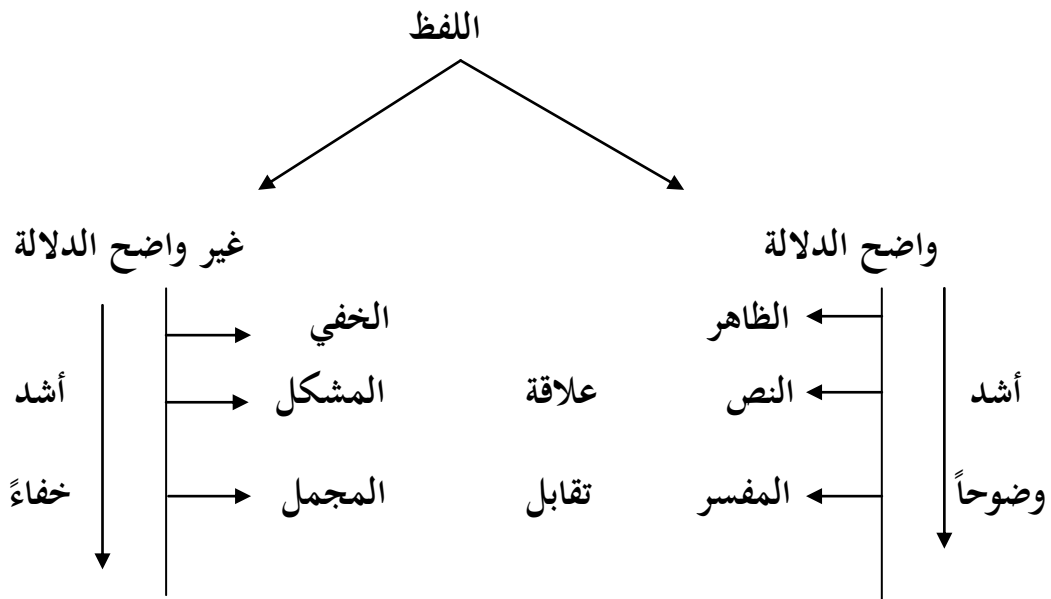 اللفظ
واضح الدلالة
غير واضح الدلالة
الظاهر
الخفي
أشد
النص
علاقة
المشكل
أشد
وضوحاً
المفسر
تقابل
المجمل
خفاءً